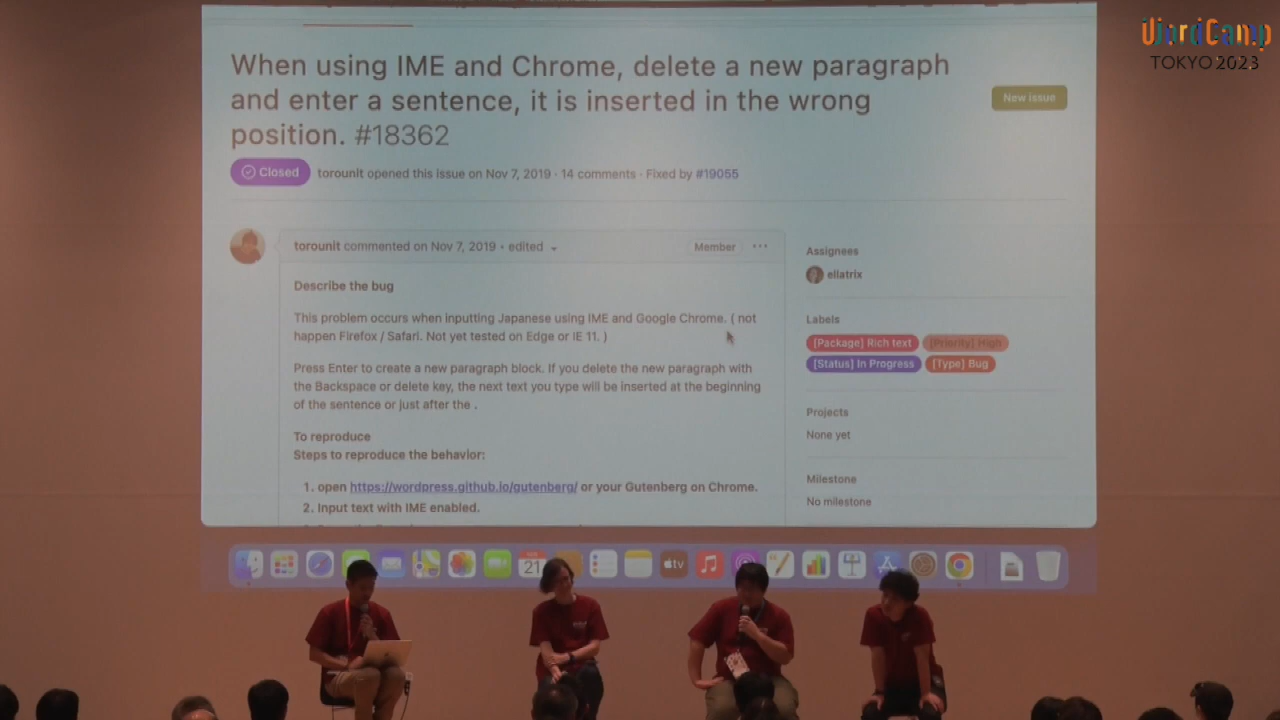 WordCamp
TOKYO 2023
When using IME and Chrome, delete a new paragraph
and enter a sentence, it is inserted in the wrong
position. #18362
New issue
Closed
torounit opened this issue on Nov 7, 2019 · 14 comments · Fixed by #19055
torounit commented on Nov 7, 2019 • edited
Member
Describe the bug
This problem occurs when inputting Japanese using IME and Google Chrome. ( not
happen Firefox / Safari. Not yet tested on Edge or IE 11. )
Press Enter to create a new paragraph block. If you delete the new paragraph with
the Backspace or delete key, the next text you type will be inserted at the beginning
of the sentence or just after the .
To reproduce
Steps to reproduce the behavior:
1. open https://wordpress.github.io/gutenberg/ or your Gutenberg on Chrome.
2. Input text with IME enabled.
Assignees
ellatrix
Labels
[Package] Rich text
[Priority] High
[Status] In Progress
[Type] Bug
Projects
None yet
Milestone
No milestone
21
tv